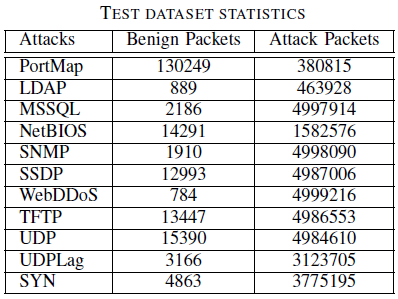 TEST DATASET STATISTICS
Attacks Benign Packets Attack Packets
PortMap 130249 380815
LDAP 889 463928
MSSQL 2186 4997914
NetBIOS 14291 1582576
SNMP 1910 4998090
SSDP 12993 4987006
WebDDoS 784 4999216
TFTP 13447 4986553
UDP 15390 4984610
UDPLag 3166 3123705
SYN 4863 3775195